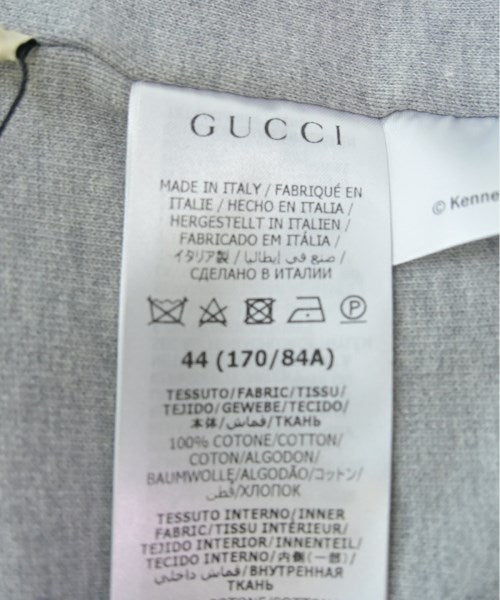 GUCCI
MADE IN ITALY / FABRIQUÉ EN
ITALIE / HECHO EN ITALIA /
HERGESTELLT IN ITALIEN /
FABRICADO EM ITÁLIA /
イタリア製 / صنع في إيطاليا /
СДЕЛАНО В ИТАЛИИ
P
44 (170/84A)
TESSUTO/FABRIC/TISSU/
TEJIDO/GEWEBE/TECIDO/
本体/قماش/ТКАНЬ
100% COTONE/COTTON/
COTON/ALGODON/
BAUMWOLLE/ALGODÃO/コットン/
قطن/ХЛОПОК
TESSUTO INTERNO/INNER
FABRIC/TISSU INTÉRIEUR/
TEJIDO INTERIOR/INNENTEIL/
TECIDO INTERNO/内側(一部)/
قماش داخلي/ВНУТРЕННЯЯ
ТКАНЬ
© Kenne